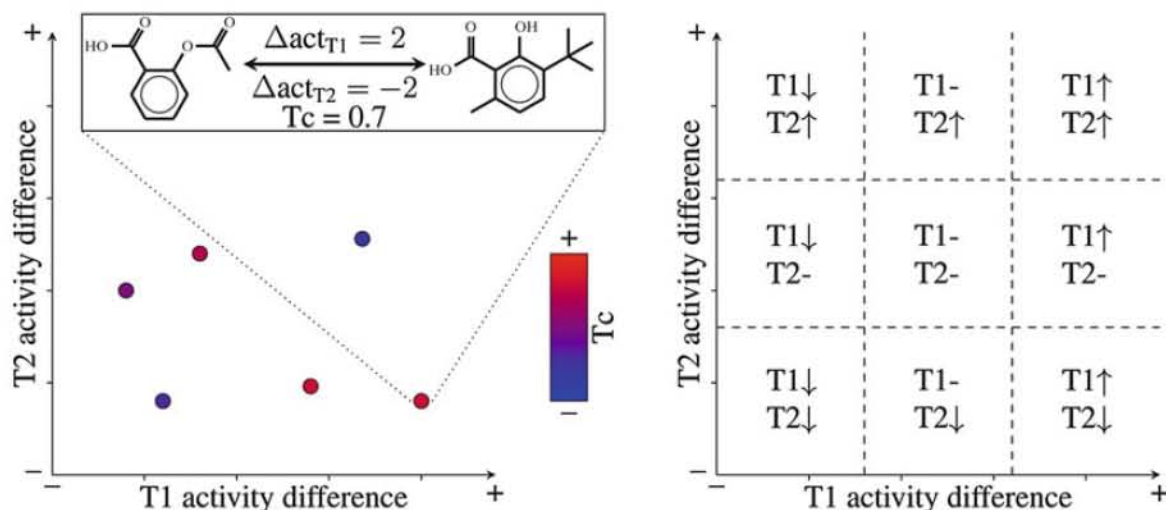 +
HO
O
O
O
Δact_T1 = 2
Δact_T2 = −2
Tc = 0.7
O
HO
OH
T2 activity difference
+
Tc
−
−
−
T1 activity difference
+
+
T1↓
T2↑
T1-
T2↑
T1↑
T2↑
T1↓
T2-
T1-
T2-
T1↑
T2-
T1↓
T2↓
T1-
T2↓
T1↑
T2↓
T2 activity difference
−
−
T1 activity difference
+